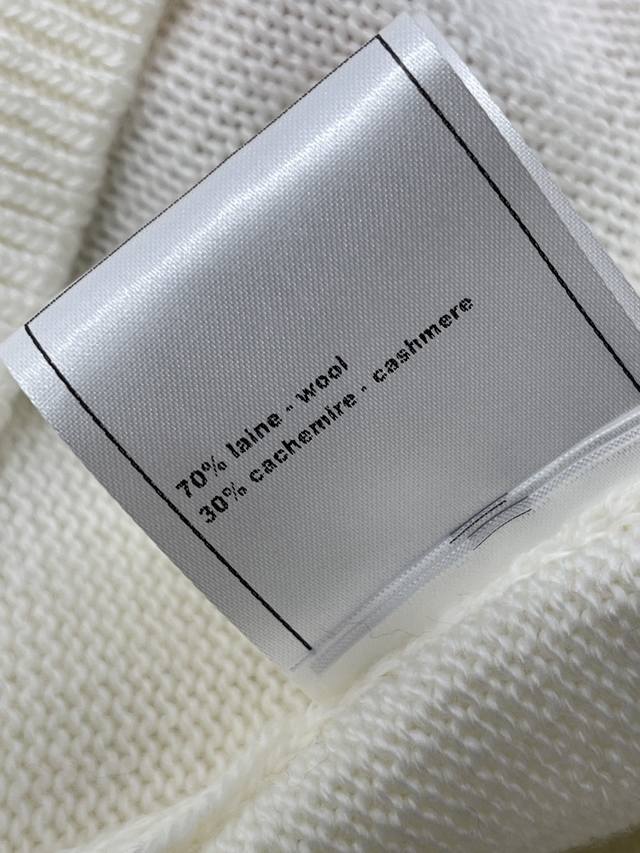 70% laine - wool
30% cachemire - cashmere